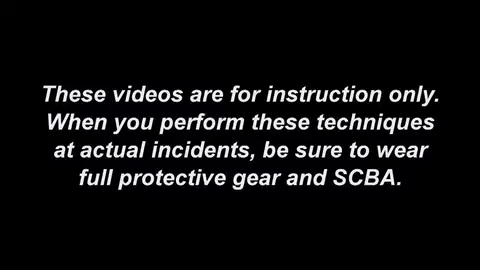 These videos are for instruction only.
When you perform these techniques
at actual incidents, be sure to wear
full protective gear and SCBA.